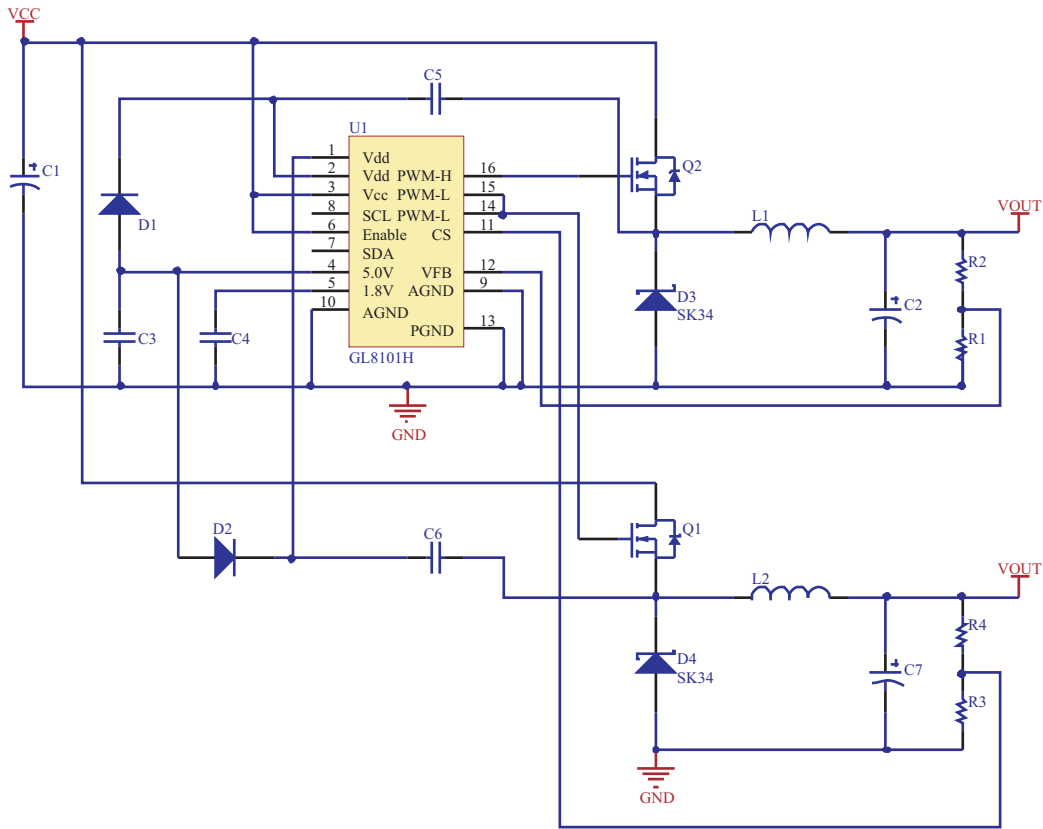 VCC
C5
U1
C1
D1
1 Vdd
2 Vdd PWM-H 16
3 Vcc PWM-L 15
8 SCL PWM-L 14
6 Enable CS 11
7 SDA
4 5.0V VFB 12
5 1.8V AGND 9
10 AGND
PGND 13
GL8101H
Q2
L1
VOUT
R2
D3
SK34
C2
R1
C3
C4
GND
D2
C6
Q1
L2
VOUT
R4
D4
SK34
C7
R3
GND